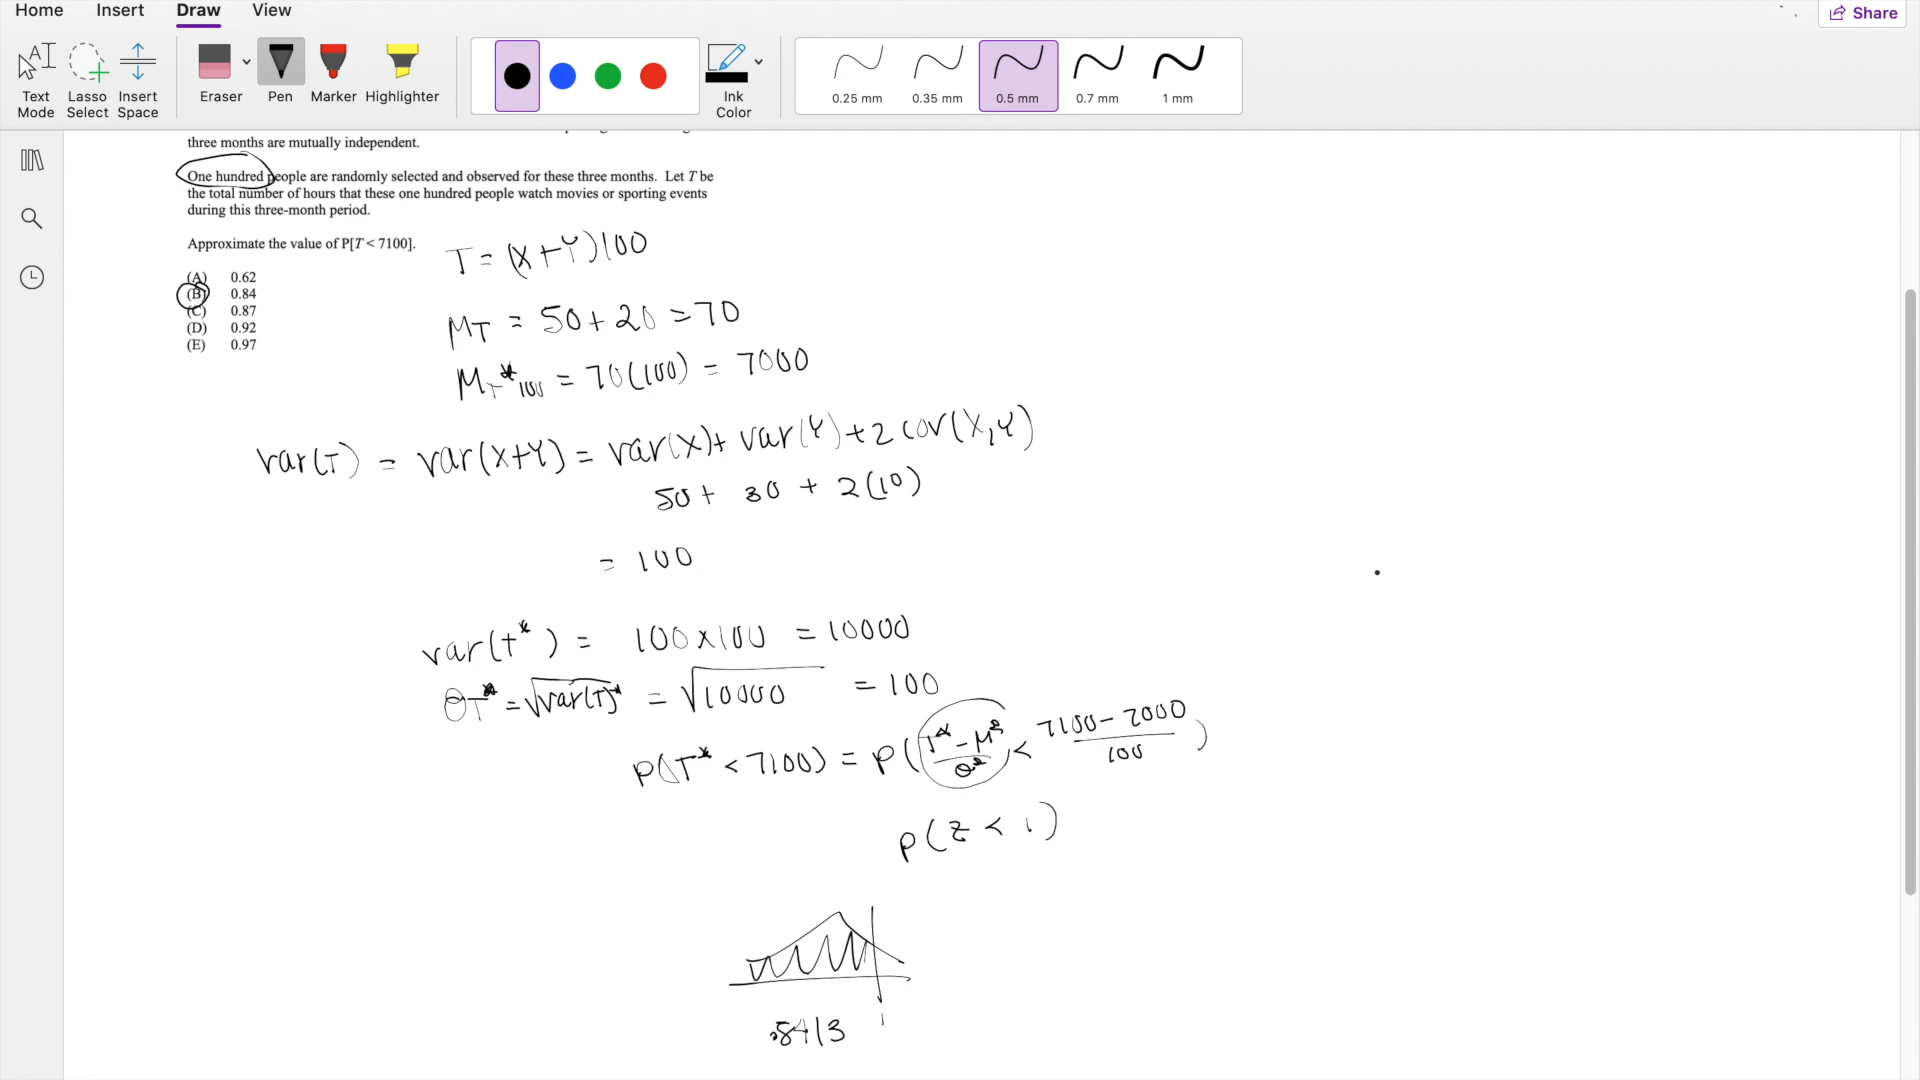 Home Insert Draw View
Share
Text Mode
Lasso Select
Insert Space
Eraser
Pen
Marker
Highlighter
Ink Color
0.25 mm
0.35 mm
0.5 mm
0.7 mm
1 mm
three months are mutually independent.
One hundred people are randomly selected and observed for these three months. Let T be
the total number of hours that these one hundred people watch movies or sporting events
during this three-month period.
Approximate the value of P[T < 7100].
(A) 0.62
(B) 0.84
(C) 0.87
(D) 0.92
(E) 0.97
T = (X+Y)100
MT = 50+20 = 70
MT*100 = 70(100) = 7000
var(T) = var(X+Y) = var(X)+ var(Y)+2 cov(X,Y)
50+ 30 + 2(10)
= 100
var(t*) = 100x100 = 10000
θT* = √var(T)* = √10000 = 100
P(T* < 7100) = P( < 7100-7000 / 100 )
P(Z < 1)
.8413 1